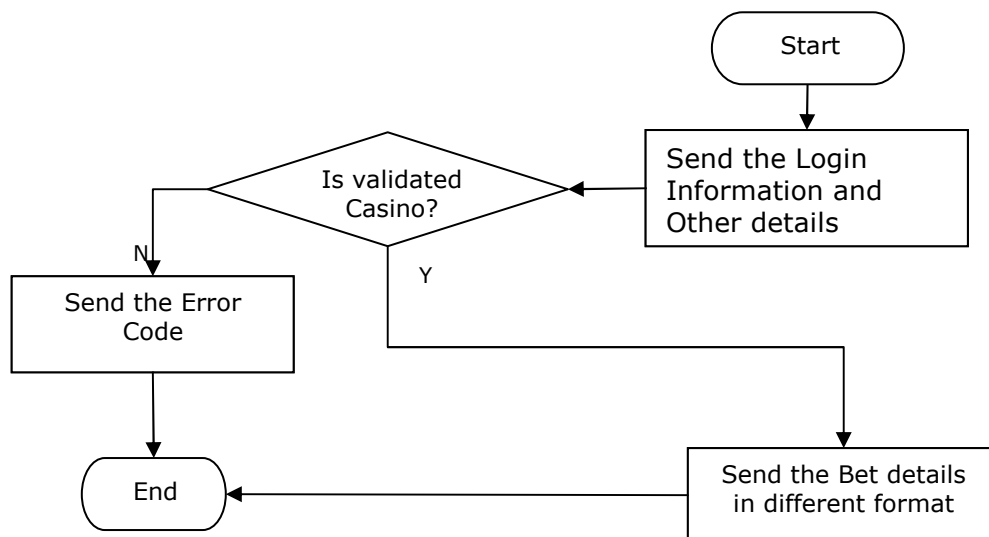 Start
Send the Login
Information and
Other details
Is validated
Casino?
N
Y
Send the Error
Code
Send the Bet details
in different format
End